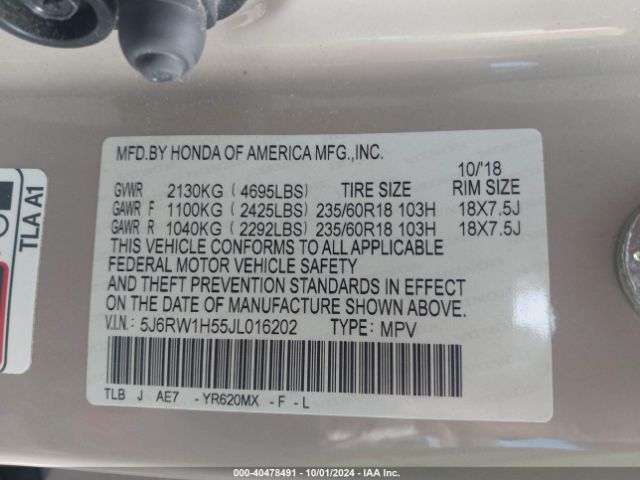 MFD.BY HONDA OF AMERICA MFG.,INC.
10/'18
GVWR 2130KG ( 4695LBS) TIRE SIZE RIM SIZE
GAWR F 1100KG ( 2425LBS) 235/60R18 103H 18X7.5J
GAWR R 1040KG ( 2292LBS) 235/60R18 103H 18X7.5J
THIS VEHICLE CONFORMS TO ALL APPLICABLE
FEDERAL MOTOR VEHICLE SAFETY
AND THEFT PREVENTION STANDARDS IN EFFECT
ON THE DATE OF MANUFACTURE SHOWN ABOVE.
V.I.N.: 5J6RW1H55JL016202 TYPE: MPV
TLB J AE7 -YR620MX -F -L
TLA A1
000-40478491 - 10/01/2024 - IAA Inc.